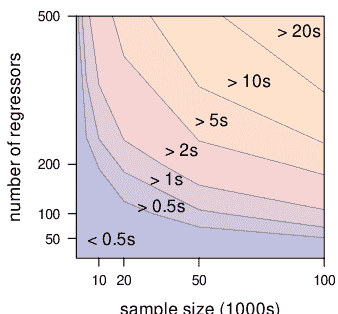 500
> 20s
> 10s
> 5s
> 2s
200
> 1s
> 0.5s
100
50
< 0.5s
10 20 50 100
number of regressors
sample size (1000s)